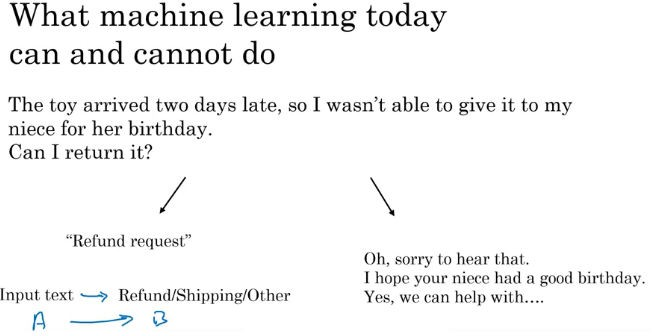 What machine learning today
can and cannot do
The toy arrived two days late, so I wasn't able to give it to my
niece for her birthday.
Can I return it?
“Refund request”
Input text → Refund/Shipping/Other
A → B
Oh, sorry to hear that.
I hope your niece had a good birthday.
Yes, we can help with….